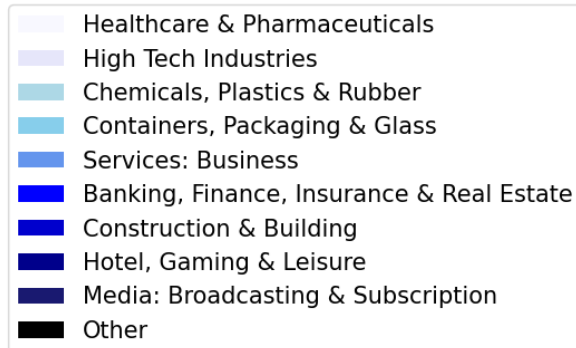 Healthcare & Pharmaceuticals
High Tech Industries
Chemicals, Plastics & Rubber
Containers, Packaging & Glass
Services: Business
Banking, Finance, Insurance & Real Estate
Construction & Building
Hotel, Gaming & Leisure
Media: Broadcasting & Subscription
Other